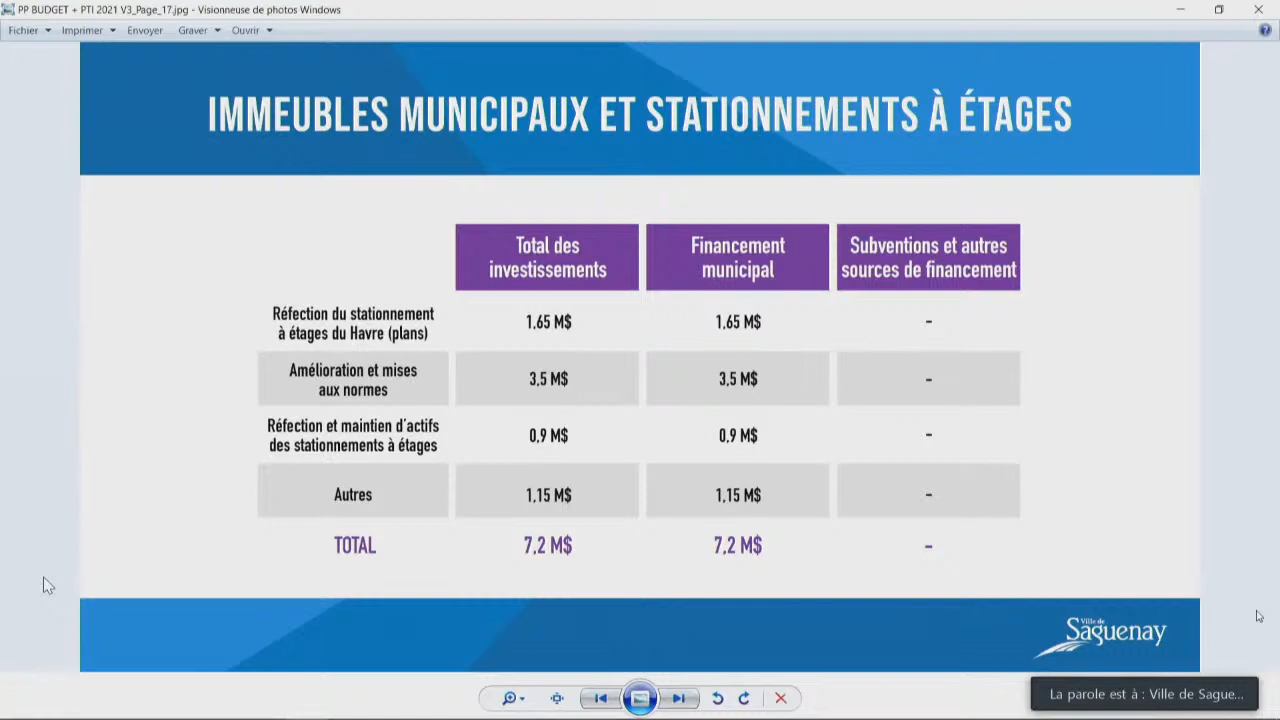 PP BUDGET + PTI 2021 V3_Page_17.jpg - Visionneuse de photos Windows
Fichier Imprimer Envoyer Graver Ouvrir
IMMEUBLES MUNICIPAUX ET STATIONNEMENTS À ÉTAGES
Total des investissements Financement municipal Subventions et autres sources de financement
Réfection du stationnement
à étages du Havre (plans) 1,65 M$ 1,65 M$ -
Amélioration et mises
aux normes 3,5 M$ 3,5 M$ -
Réfection et maintien d'actifs
des stationnements à étages 0,9 M$ 0,9 M$ -
Autres 1,15 M$ 1,15 M$ -
TOTAL 7,2 M$ 7,2 M$ -
Ville de
Saguenay
La parole est à : Ville de Sague...